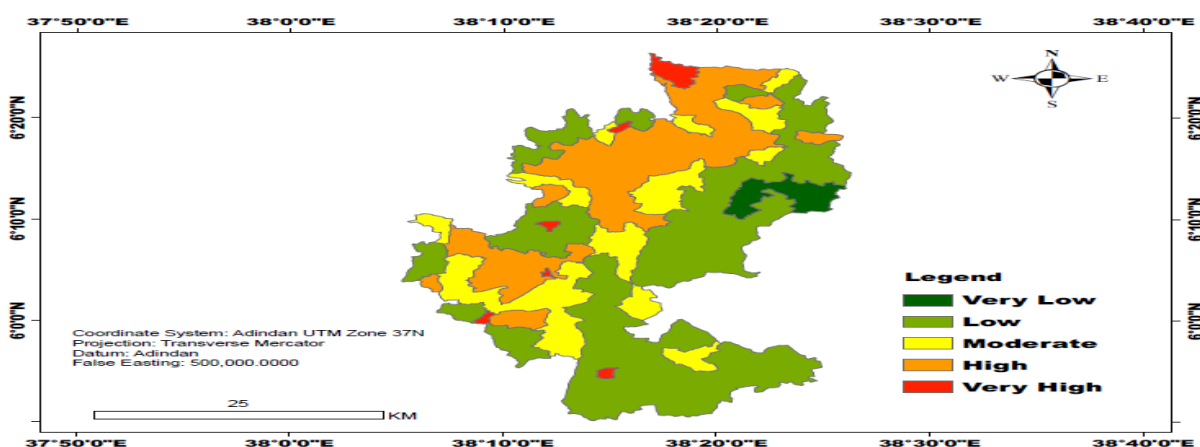 37°50'0"E 38°0'0"E 38°10'0"E 38°20'0"E 38°30'0"E 38°40'0"E
N
W E
S
6°20'0"N 6°20'0"N
6°10'0"N 6°10'0"N
6°0'0"N 6°0'0"N
Legend
Very Low
Low
Moderate
High
Very High
Coordinate System: Adindan UTM Zone 37N
Projection: Transverse Mercator
Datum: Adindan
False Easting: 500,000.0000
25
KM
37°50'0"E 38°0'0"E 38°10'0"E 38°20'0"E 38°30'0"E 38°40'0"E